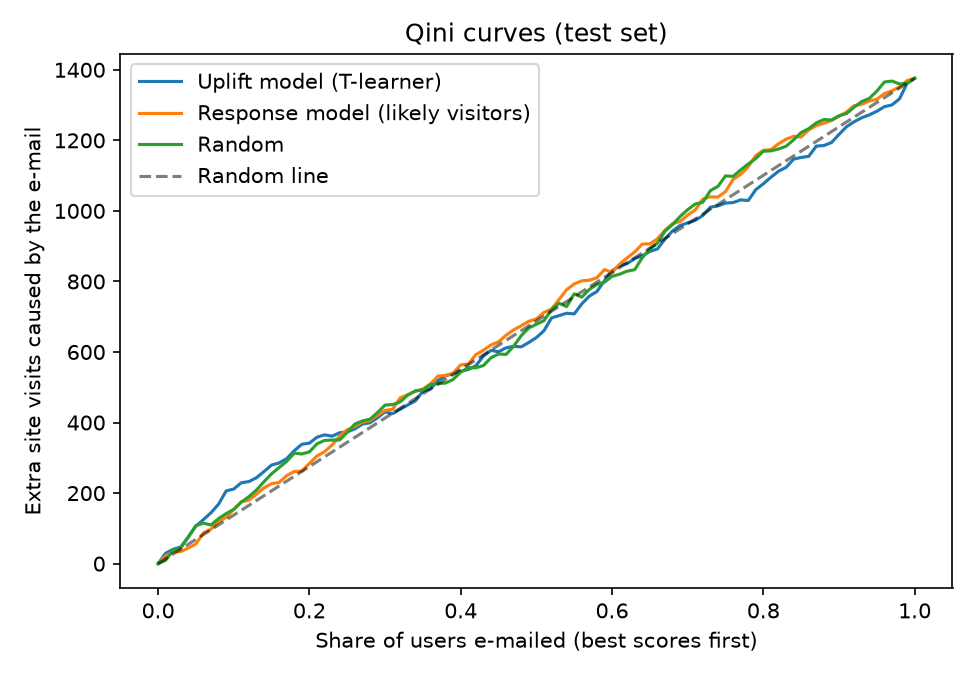 Qini curves (test set)
Uplift model (T-learner)
Response model (likely visitors)
Random
Random line
Extra site visits caused by the e-mail
1400
1200
1000
800
600
400
200
0
0.0
0.2
0.4
0.6
0.8
1.0
Share of users e-mailed (best scores first)